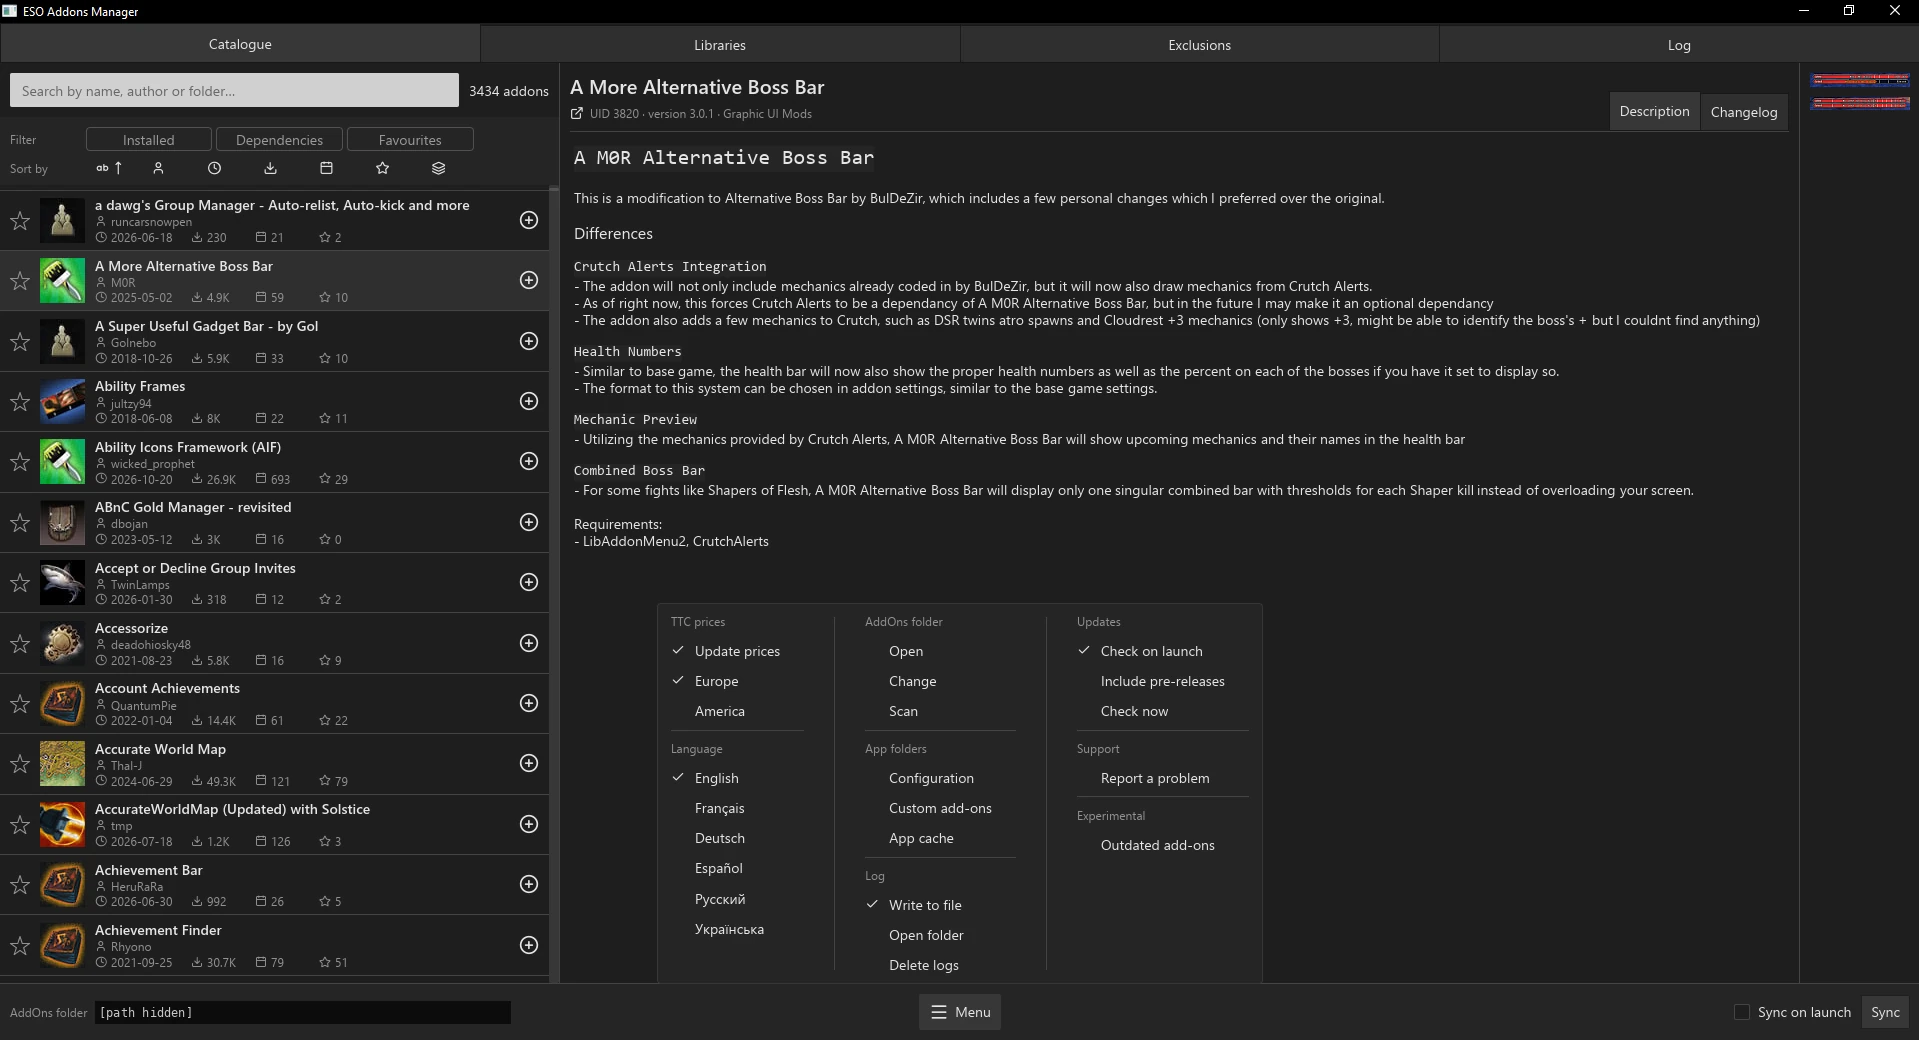 ESO Addons Manager
Catalogue
Libraries
Exclusions
Log
Search by name, author or folder...
3434 addons
Filter
Installed
Dependencies
Favourites
Sort by
ab
a dawg's Group Manager - Auto-relist, Auto-kick and more
runcarsnowpen
2026-06-18 230 21 2
A More Alternative Boss Bar
M0R
2025-05-02 4.9K 59 10
A Super Useful Gadget Bar - by Gol
Golnebo
2018-10-26 5.9K 33 10
Ability Frames
jultzy94
2018-06-08 8K 22 11
Ability Icons Framework (AIF)
wicked_prophet
2026-10-20 26.9K 693 29
ABnC Gold Manager - revisited
dbojan
2023-05-12 3K 16 0
Accept or Decline Group Invites
TwinLamps
2026-01-30 318 12 2
Accessorize
deadohiosky48
2021-08-23 5.8K 16 9
Account Achievements
QuantumPie
2022-01-04 14.4K 61 22
Accurate World Map
Thal-J
2024-06-29 49.3K 121 79
AccurateWorldMap (Updated) with Solstice
tmp
2026-07-18 1.2K 126 3
Achievement Bar
HeruRaRa
2026-06-30 992 26 5
Achievement Finder
Rhyono
2021-09-25 30.7K 79 51
A More Alternative Boss Bar
UID 3820 · version 3.0.1 · Graphic UI Mods
Description
Changelog
A M0R Alternative Boss Bar
This is a modification to Alternative Boss Bar by BulDeZir, which includes a few personal changes which I preferred over the original.
Differences
Crutch Alerts Integration
- The addon will not only include mechanics already coded in by BulDeZir, but it will now also draw mechanics from Crutch Alerts.
- As of right now, this forces Crutch Alerts to be a dependancy of A M0R Alternative Boss Bar, but in the future I may make it an optional dependancy
- The addon also adds a few mechanics to Crutch, such as DSR twins atro spawns and Cloudrest +3 mechanics (only shows +3, might be able to identify the boss's + but I couldnt find anything)
Health Numbers
- Similar to base game, the health bar will now also show the proper health numbers as well as the percent on each of the bosses if you have it set to display so.
- The format to this system can be chosen in addon settings, similar to the base game settings.
Mechanic Preview
- Utilizing the mechanics provided by Crutch Alerts, A M0R Alternative Boss Bar will show upcoming mechanics and their names in the health bar
Combined Boss Bar
- For some fights like Shapers of Flesh, A M0R Alternative Boss Bar will display only one singular combined bar with thresholds for each Shaper kill instead of overloading your screen.
Requirements:
- LibAddonMenu2, CrutchAlerts
TTC prices
Update prices
Europe
America
Language
English
Français
Deutsch
Español
Русский
Українська
AddOns folder
Open
Change
Scan
App folders
Configuration
Custom add-ons
App cache
Log
Write to file
Open folder
Delete logs
Updates
Check on launch
Include pre-releases
Check now
Support
Report a problem
Experimental
Outdated add-ons
AddOns folder
[path hidden]
Menu
Sync on launch
Sync